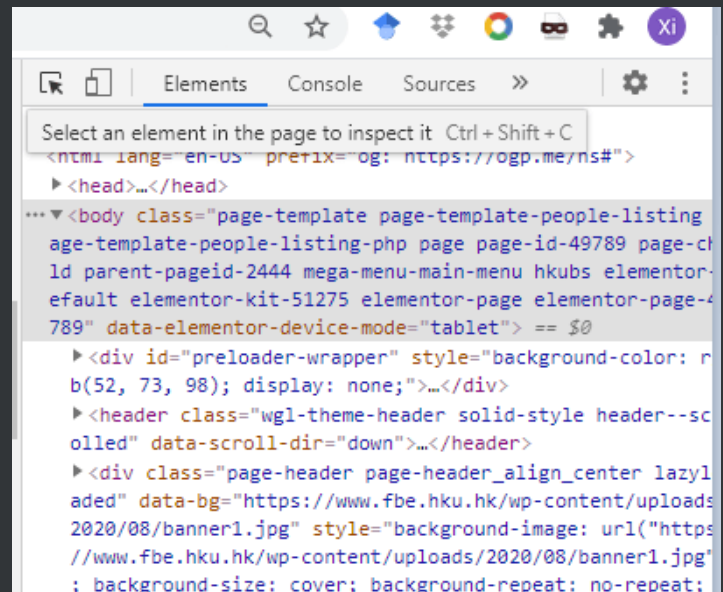 Xi
Elements Console Sources »
Select an element in the page to inspect it Ctrl + Shift + C
<html lang="en-US" prefix="og: https://ogp.me/ns#">
▶<head>…</head>
…▼<body class="page-template page-template-people-listing
age-template-people-listing-php page page-id-49789 page-ch
ld parent-pageid-2444 mega-menu-main-menu hkubs elementor-
efault elementor-kit-51275 elementor-page elementor-page-4
789" data-elementor-device-mode="tablet"> == $0
▶<div id="preloader-wrapper" style="background-color: r
b(52, 73, 98); display: none;">…</div>
▶<header class="wgl-theme-header solid-style header--sc
olled" data-scroll-dir="down">…</header>
▶<div class="page-header page-header_align_center lazyl
aded" data-bg="https://www.fbe.hku.hk/wp-content/uploads
2020/08/banner1.jpg" style="background-image: url("https
//www.fbe.hku.hk/wp-content/uploads/2020/08/banner1.jpg"
; background-size: cover; background-repeat: no-repeat;